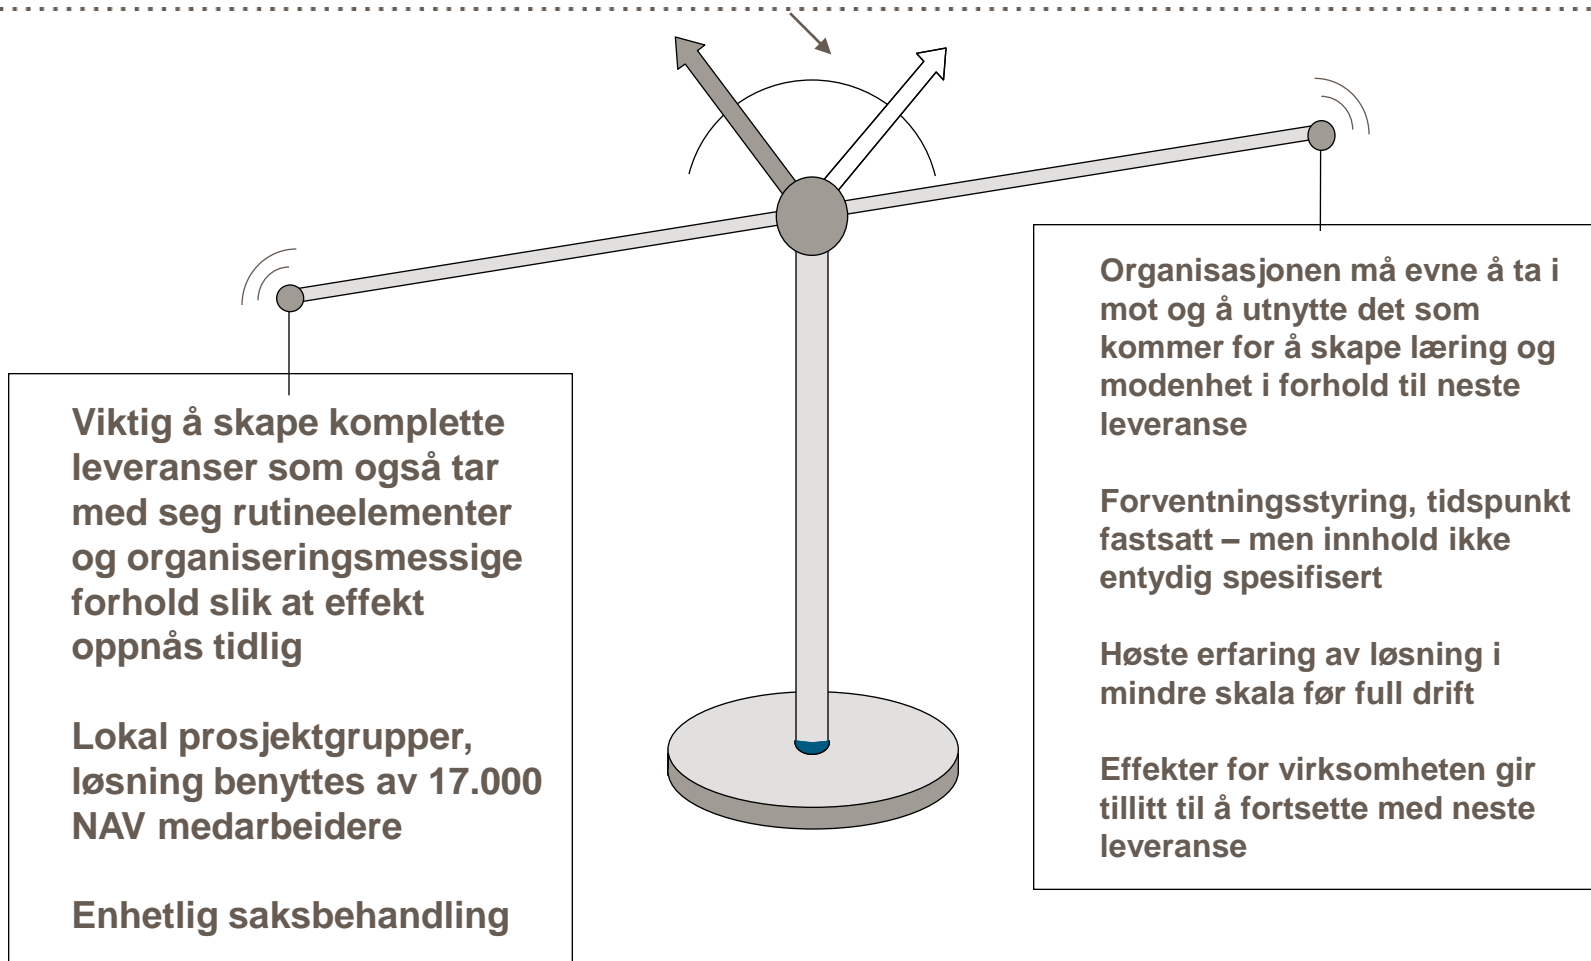 Viktig å skape komplette
leveranser som også tar
med seg rutineelementer
og organiseringsmessige
forhold slik at effekt
oppnås tidlig
Lokal prosjektgrupper,
løsning benyttes av 17.000
NAV medarbeidere
Enhetlig saksbehandling
Organisasjonen må evne å ta i
mot og å utnytte det som
kommer for å skape læring og
modenhet i forhold til neste
leveranse
Forventningsstyring, tidspunkt
fastsatt – men innhold ikke
entydig spesifisert
Høste erfaring av løsning i
mindre skala før full drift
Effekter for virksomheten gir
tillitt til å fortsette med neste
leveranse